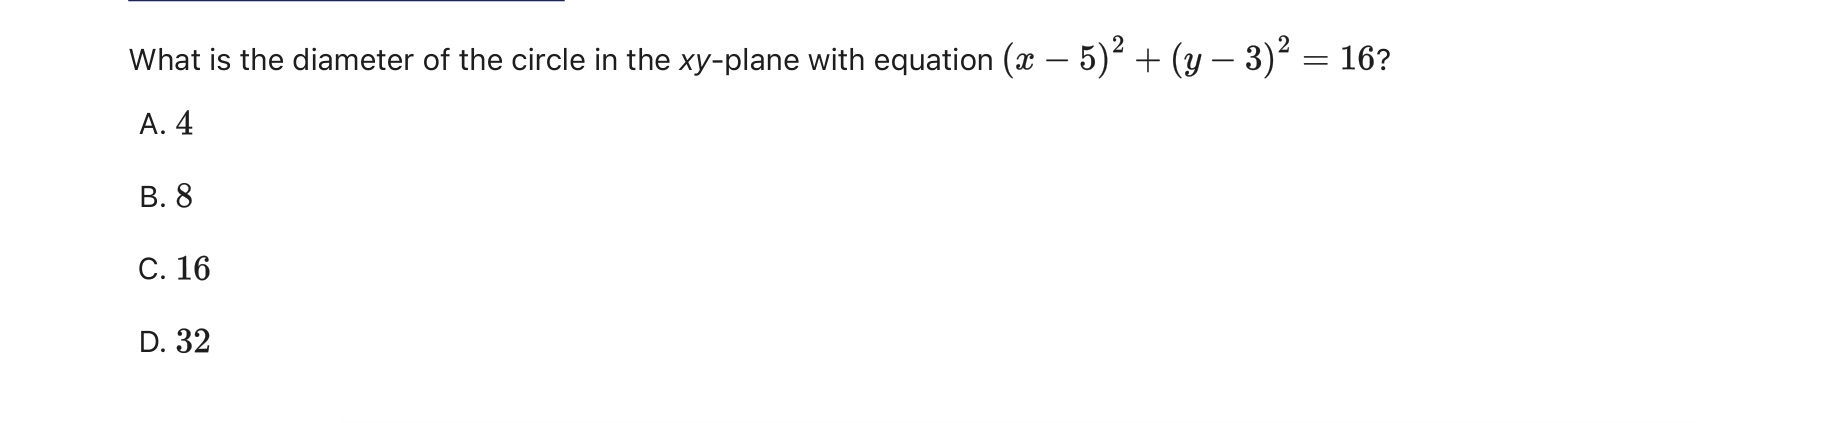 What is the diameter of the circle in the xy-plane with equation (x − 5)² + (y − 3)² = 16?
A. 4
B. 8
C. 16
D. 32